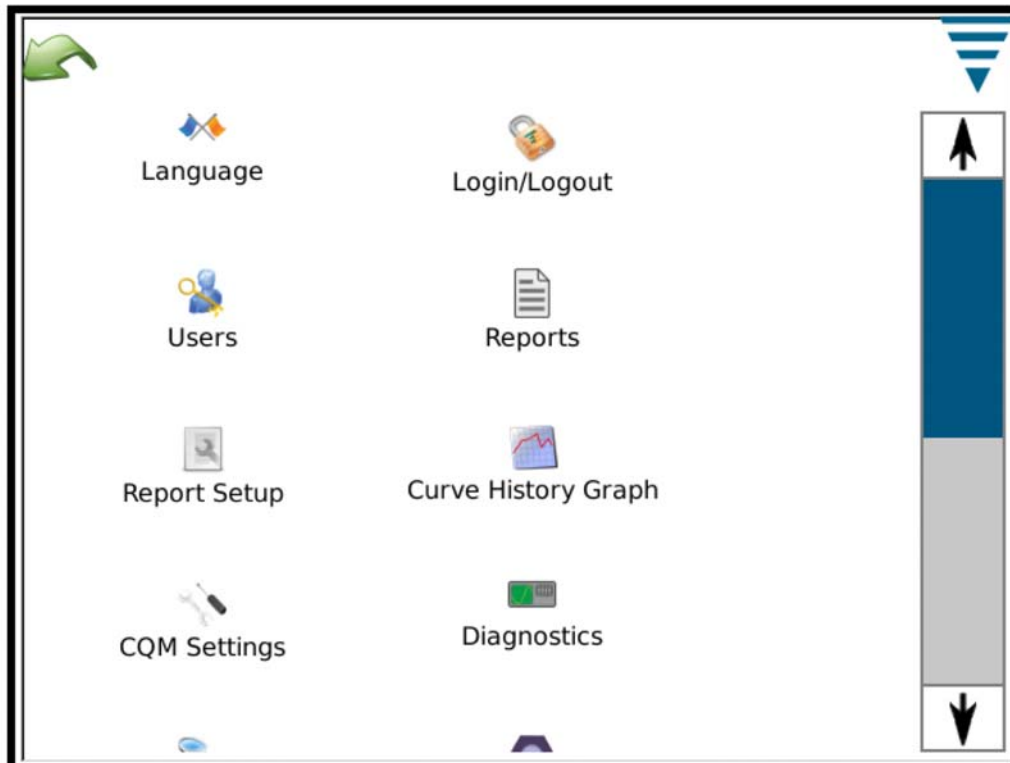 Language
Login/Logout
Users
Reports
Report Setup
Curve History Graph
CQM Settings
Diagnostics